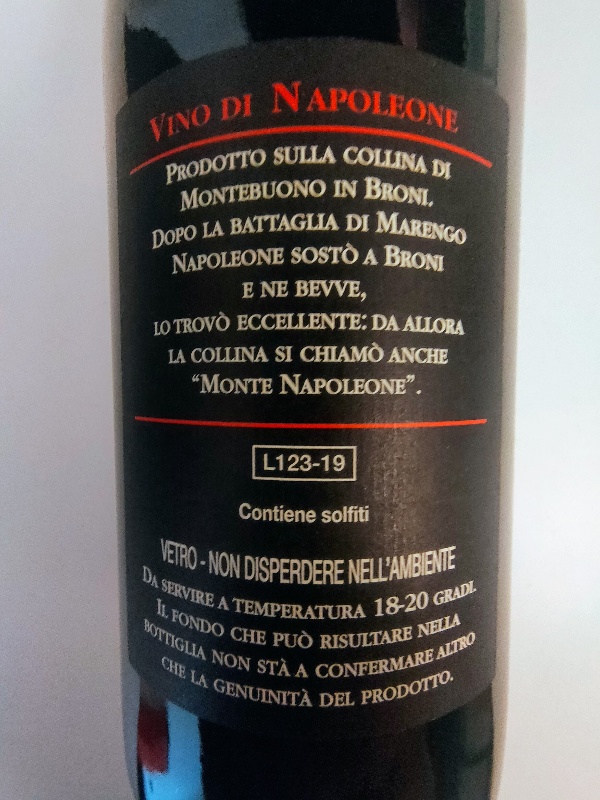 VINO DI NAPOLEONE
PRODOTTO SULLA COLLINA DI
MONTEBUONO IN BRONI.
DOPO LA BATTAGLIA DI MARENGO
NAPOLEONE SOSTÒ A BRONI
E NE BEVVE,
LO TROVÒ ECCELLENTE: DA ALLORA
LA COLLINA SI CHIAMÒ ANCHE
“MONTE NAPOLEONE”.
L123-19
Contiene solfiti
VETRO - NON DISPERDERE NELL'AMBIENTE
DA SERVIRE A TEMPERATURA 18-20 GRADI.
IL FONDO CHE PUÒ RISULTARE NELLA
BOTTIGLIA NON STÀ A CONFERMARE ALTRO
CHE LA GENUINITÀ DEL PRODOTTO.